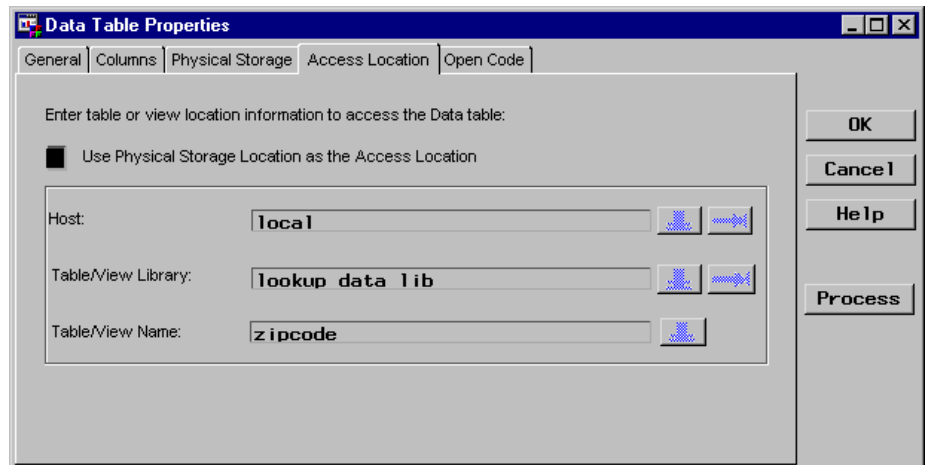 Data Table Properties
General Columns Physical Storage Access Location Open Code
Enter table or view location information to access the Data table:
Use Physical Storage Location as the Access Location
Host: local
Table/View Library: lookup data lib
Table/View Name: zipcode
OK
Cancel
Help
Process